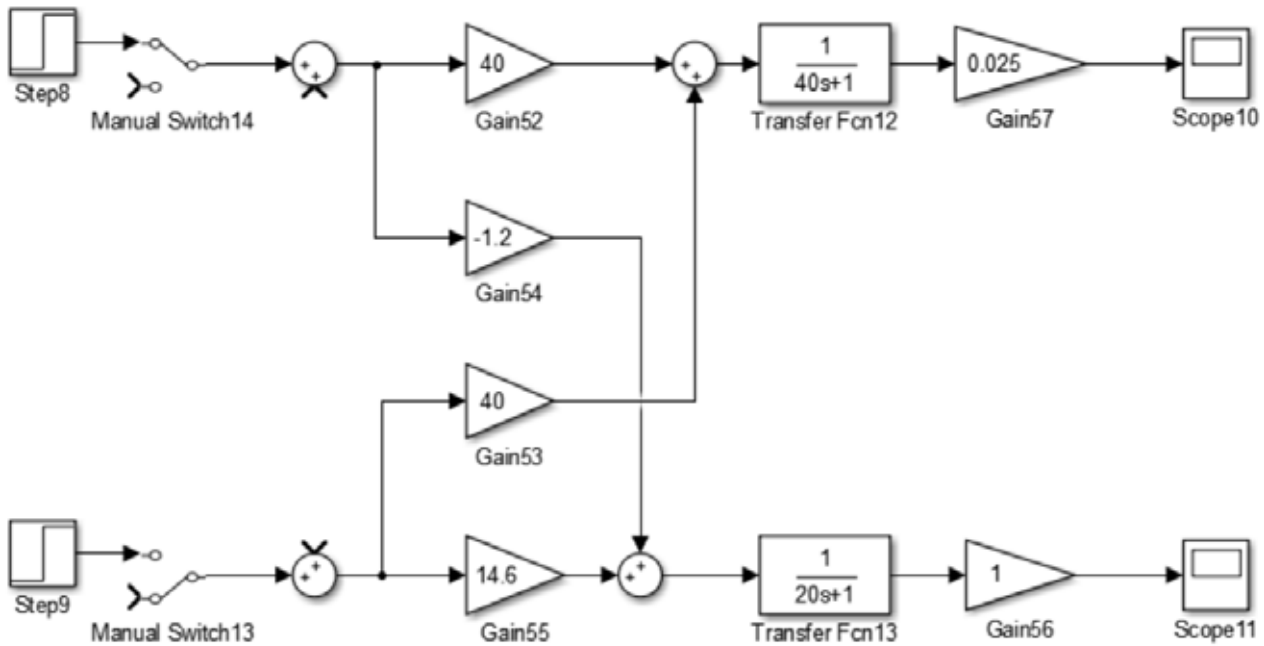 Step8
Manual Switch14
+
+
40
Gain52
+
+
1
40s+1
Transfer Fcn12
0.025
Gain57
Scope10
-1.2
Gain54
40
Gain53
Step9
Manual Switch13
+
+
14.6
Gain55
+
+
1
20s+1
Transfer Fcn13
1
Gain56
Scope11